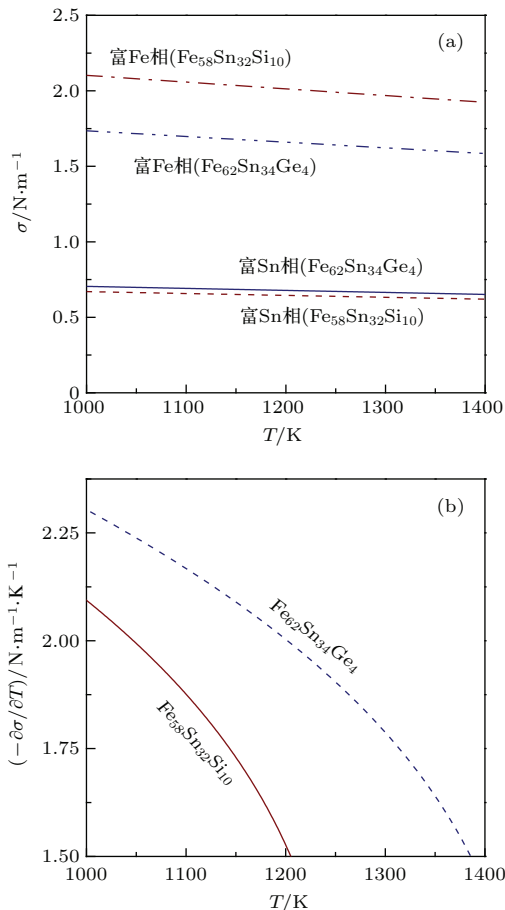 2.5
(a)
富Fe相(Fe₅₈Sn₃₂Si₁₀)
2.0
富Fe相(Fe₆₂Sn₃₄Ge₄)
1.5
σ/N·m⁻¹
1.0
富Sn相(Fe₆₂Sn₃₄Ge₄)
0.5
富Sn相(Fe₅₈Sn₃₂Si₁₀)
0
1000 1100 1200 1300 1400
T/K
(b)
2.25
Fe₆₂Sn₃₄Ge₄
2.00
(−∂σ/∂T)/N·m⁻¹·K⁻¹
Fe₅₈Sn₃₂Si₁₀
1.75
1.50
1000 1100 1200 1300 1400
T/K